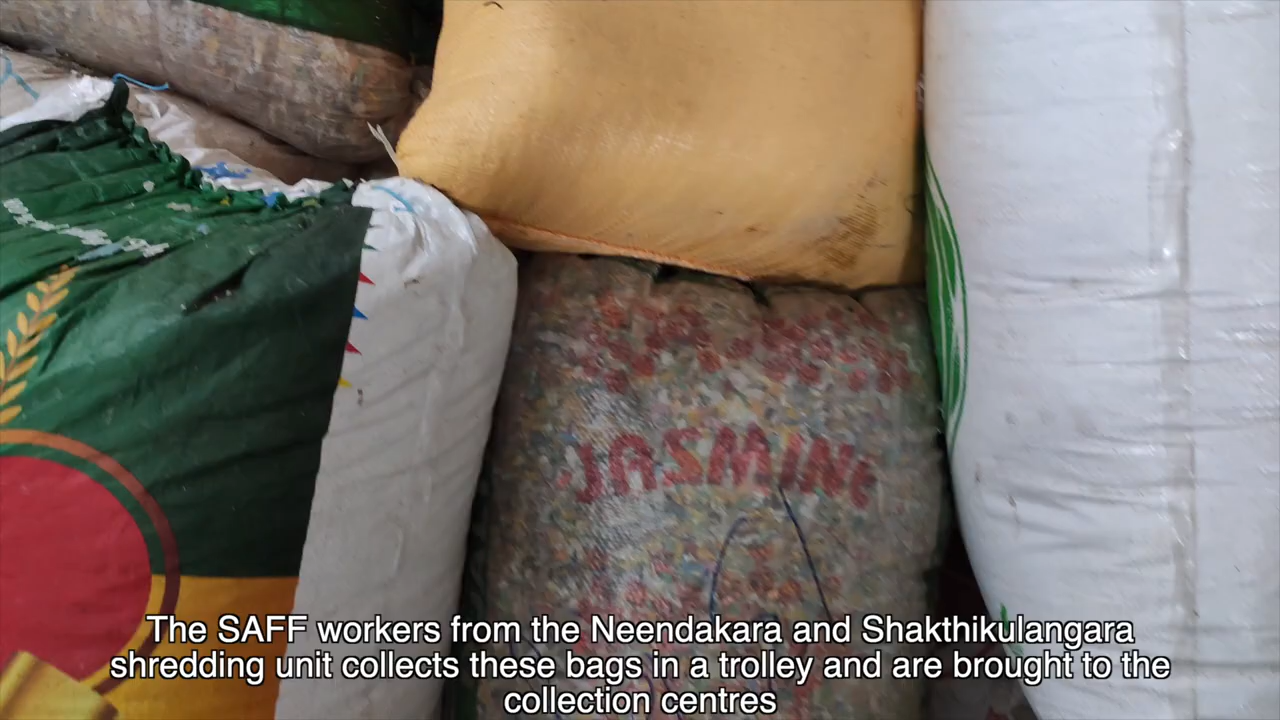 JASMINE
The SAFF workers from the Neendakara and Shakthikulangara
shredding unit collects these bags in a trolley and are brought to the
collection centres